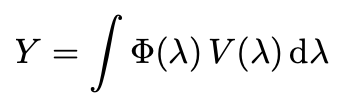 Y = ∫ Φ(λ) V(λ) dλ